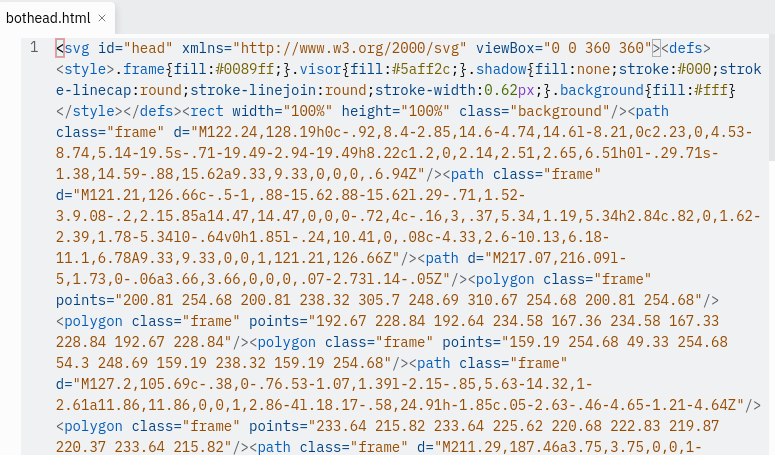 bothead.html ×
1 <svg id="head" xmlns="http://www.w3.org/2000/svg" viewBox="0 0 360 360"><defs>
<style>.frame{fill:#0089ff;}.visor{fill:#5aff2c;}.shadow{fill:none;stroke:#000;strok
e-linecap:round;stroke-linejoin:round;stroke-width:0.62px;}.background{fill:#fff}
</style></defs><rect width="100%" height="100%" class="background"/><path
class="frame" d="M122.24,128.19h0c-.92,8.4-2.85,14.6-4.74,14.6l-8.21,0c2.23,0,4.53-
8.74,5.14-19.5s-.71-19.49-2.94-19.49h8.22c1.2,0,2.14,2.51,2.65,6.51h0l-.29.71s-
1.38,14.59-.88,15.62a9.33,9.33,0,0,0,.6.94Z"/><path class="frame"
d="M121.21,126.66c-.5-1,.88-15.62.88-15.62l.29-.71,1.52-
3.9.08-.2,2.15.85a14.47,14.47,0,0,0-.72,4c-.16,3,.37,5.34,1.19,5.34h2.84c.82,0,1.62-
2.39,1.78-5.34l0-.64v0h1.85l-.24,10.41,0,.08c-4.33,2.6-10.13,6.18-
11.1,6.78A9.33,9.33,0,0,1,121.21,126.66Z"/><path d="M217.07,216.09l-
5,1.73,0-.06a3.66,3.66,0,0,0,.07-2.73l.14-.05Z"/><polygon class="frame"
points="200.81 254.68 200.81 238.32 305.7 248.69 310.67 254.68 200.81 254.68"/>
<polygon class="frame" points="192.67 228.84 192.64 234.58 167.36 234.58 167.33
228.84 192.67 228.84"/><polygon class="frame" points="159.19 254.68 49.33 254.68
54.3 248.69 159.19 238.32 159.19 254.68"/><path class="frame"
d="M127.2,105.69c-.38,0-.76.53-1.07,1.39l-2.15-.85,5.63-14.32,1-
2.61a11.86,11.86,0,0,1,2.86-4l.18.17-.58,24.91h-1.85c.05-2.63-.46-4.65-1.21-4.64Z"/>
<polygon class="frame" points="233.64 215.82 233.64 225.62 220.68 222.83 219.87
220.37 233.64 215.82"/><path class="frame" d="M211.29,187.46a3.75,3.75,0,0,1-